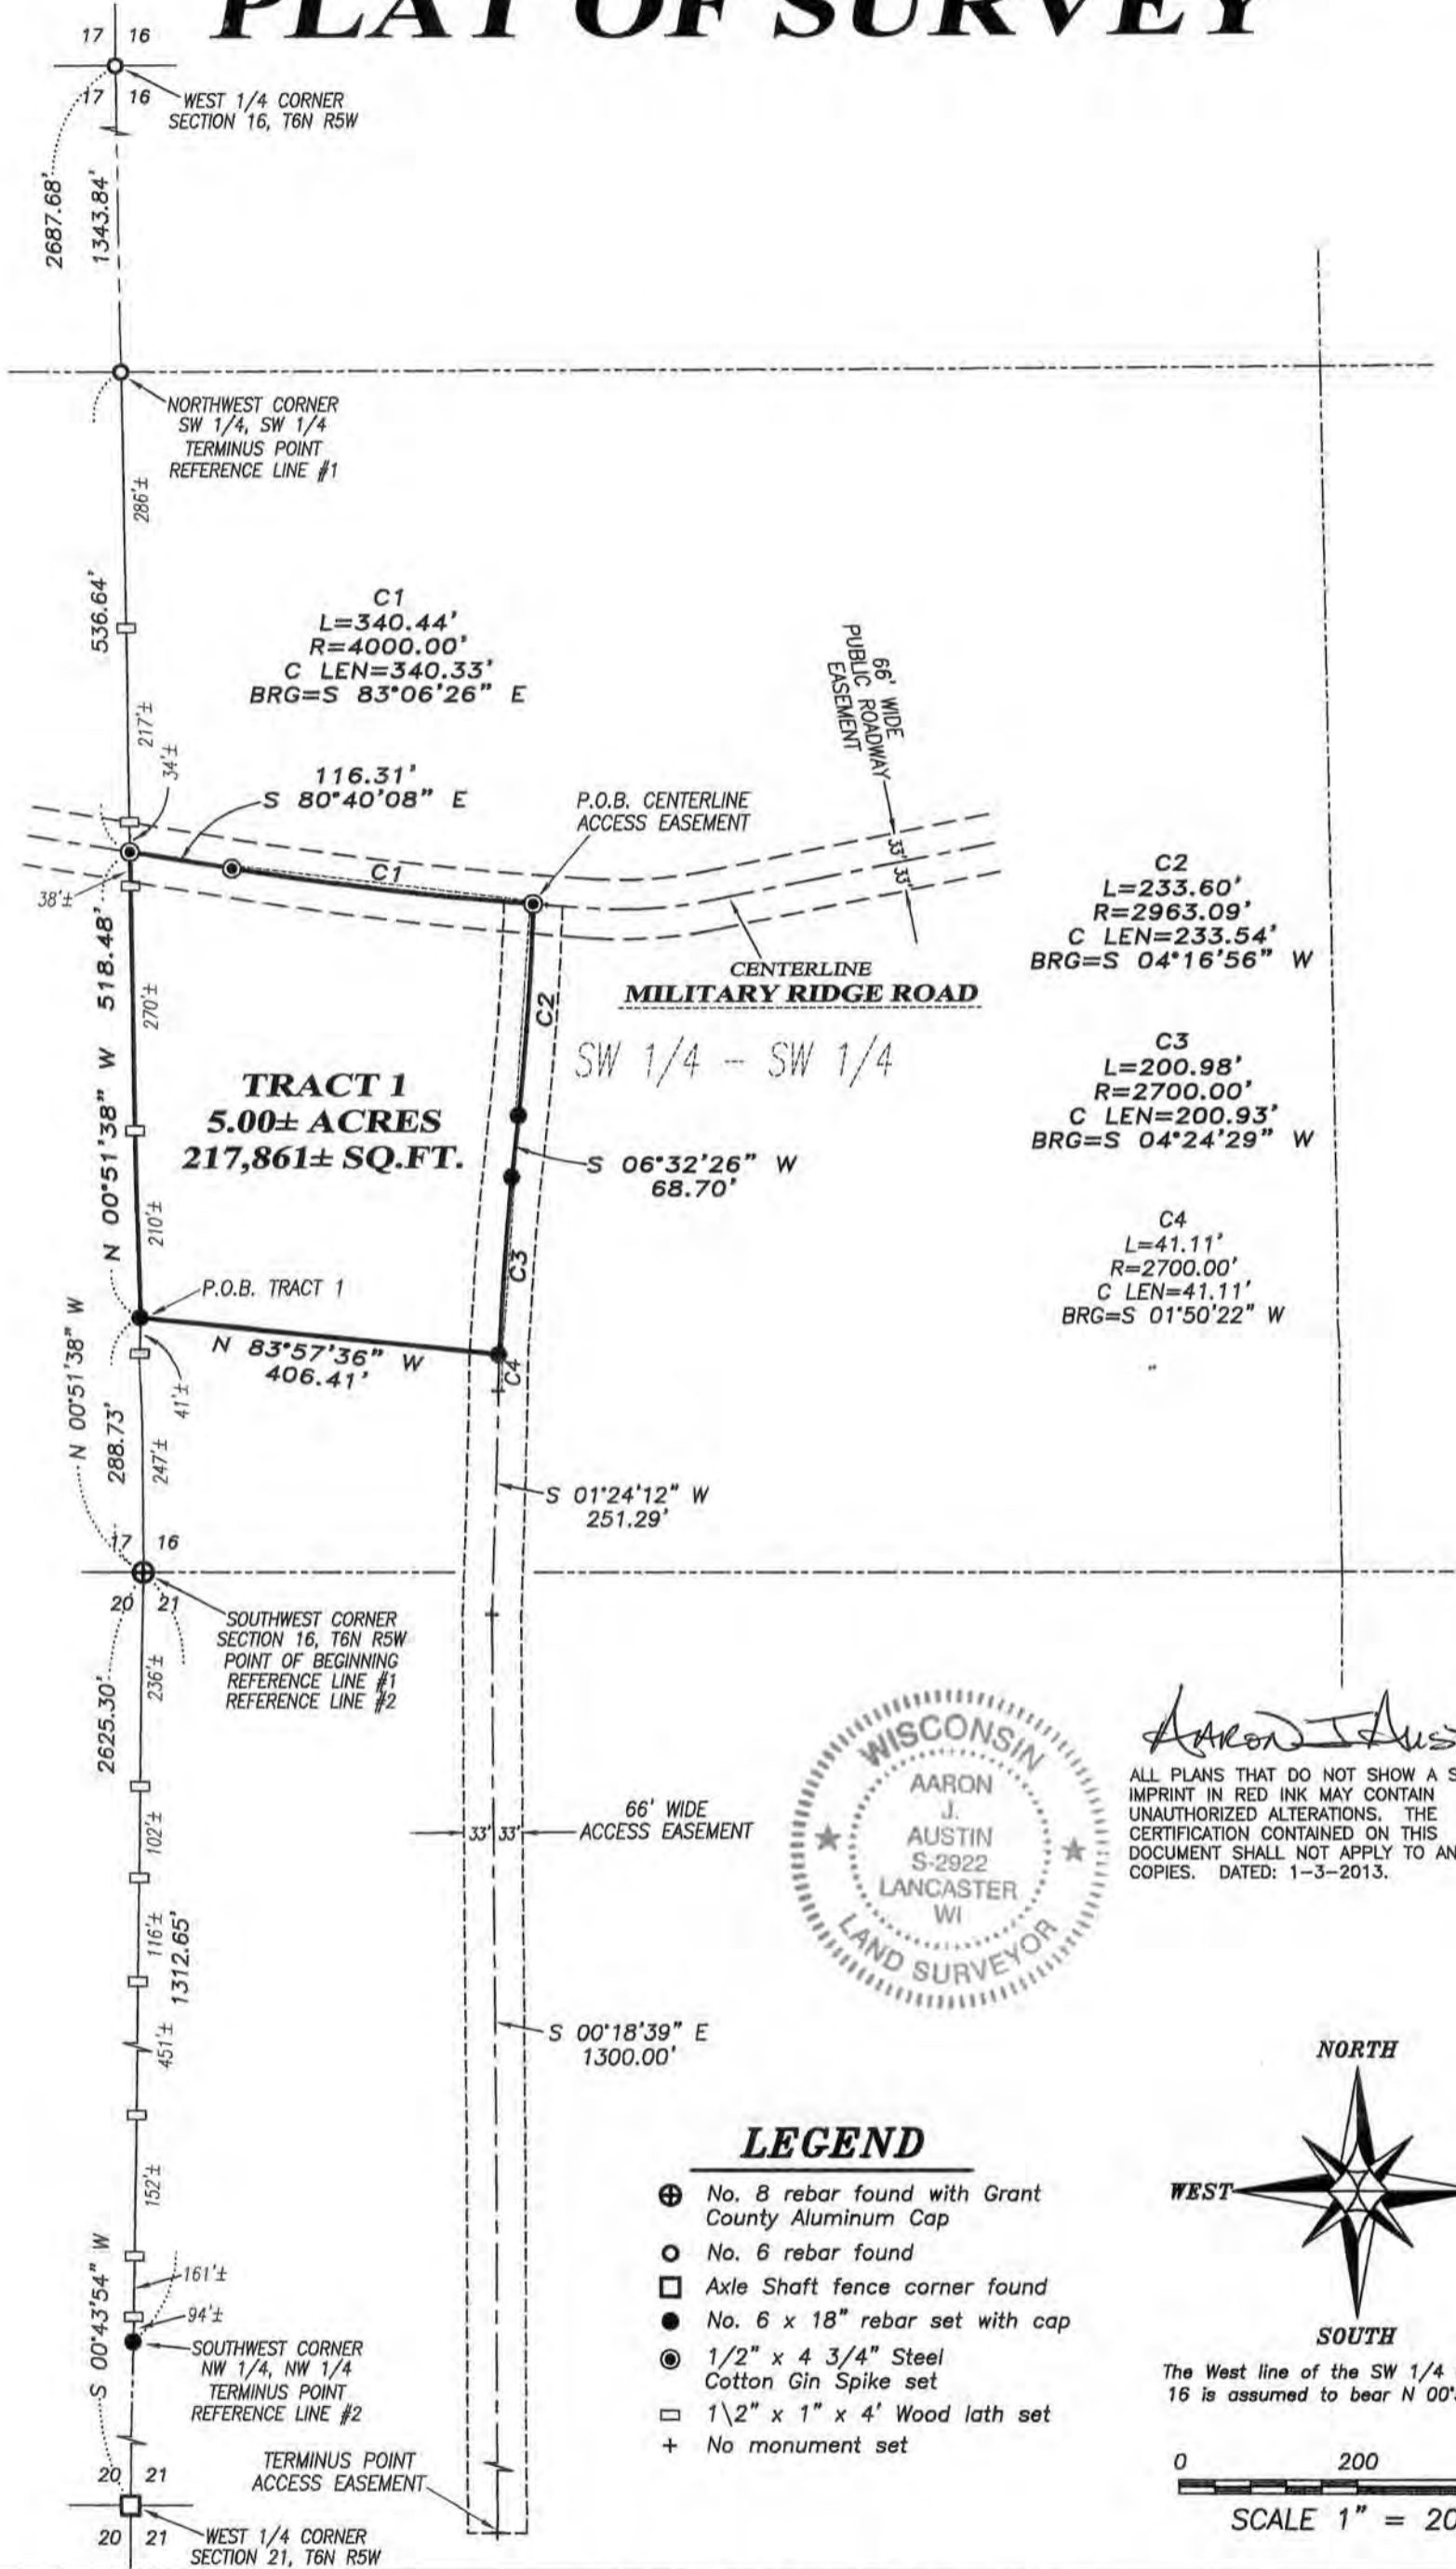 PLAT OF SURVEY
17 16
17 16
WEST 1/4 CORNER
SECTION 16, T6N R5W
2687.68'
1343.84'
NORTHWEST CORNER
SW 1/4, SW 1/4
TERMINUS POINT
REFERENCE LINE #1
286'±
536.64'
217'±
34'±
C1
L=340.44'
R=4000.00'
C LEN=340.33'
BRG=S 83°06'26" E
116.31'
S 80°40'08" E
P.O.B. CENTERLINE
ACCESS EASEMENT
66' WIDE
PUBLIC ROADWAY
EASEMENT
33'
33'
C1
38'±
CENTERLINE
MILITARY RIDGE ROAD
SW 1/4 - SW 1/4
C2
C2
L=233.60'
R=2963.09'
C LEN=233.54'
BRG=S 04°16'56" W
C3
L=200.98'
R=2700.00'
C LEN=200.93'
BRG=S 04°24'29" W
C4
L=41.11'
R=2700.00'
C LEN=41.11'
BRG=S 01°50'22" W
"
N 00°51'38" W 518.48'
270'±
210'±
TRACT 1
5.00± ACRES
217,861± SQ.FT.
S 06°32'26" W
68.70'
C3
P.O.B. TRACT 1
N 83°57'36" W
406.41'
C4
N 00°51'38" W
288.73'
41'±
247'±
S 01°24'12" W
251.29'
17 16
20 21
SOUTHWEST CORNER
SECTION 16, T6N R5W
POINT OF BEGINNING
REFERENCE LINE #1
REFERENCE LINE #2
2625.30'
236'±
102'±
116'±
1312.65'
451'±
152'±
66' WIDE
ACCESS EASEMENT
33' 33'
WISCONSIN
AARON
J.
AUSTIN
S-2922
LANCASTER
WI
LAND SURVEYOR
ALL PLANS THAT DO NOT SHOW A S
IMPRINT IN RED INK MAY CONTAIN
UNAUTHORIZED ALTERATIONS. THE
CERTIFICATION CONTAINED ON THIS
DOCUMENT SHALL NOT APPLY TO AN
COPIES. DATED: 1-3-2013.
S 00°18'39" E
1300.00'
S 00°43'54" W
161'±
94'±
SOUTHWEST CORNER
NW 1/4, NW 1/4
TERMINUS POINT
REFERENCE LINE #2
TERMINUS POINT
ACCESS EASEMENT
20 21
20 21
WEST 1/4 CORNER
SECTION 21, T6N R5W
LEGEND
No. 8 rebar found with Grant
County Aluminum Cap
No. 6 rebar found
Axle Shaft fence corner found
No. 6 x 18" rebar set with cap
1/2" x 4 3/4" Steel
Cotton Gin Spike set
1\2" x 1" x 4' Wood lath set
+ No monument set
NORTH
WEST
SOUTH
The West line of the SW 1/4
16 is assumed to bear N 00°
0 200
SCALE 1" = 20